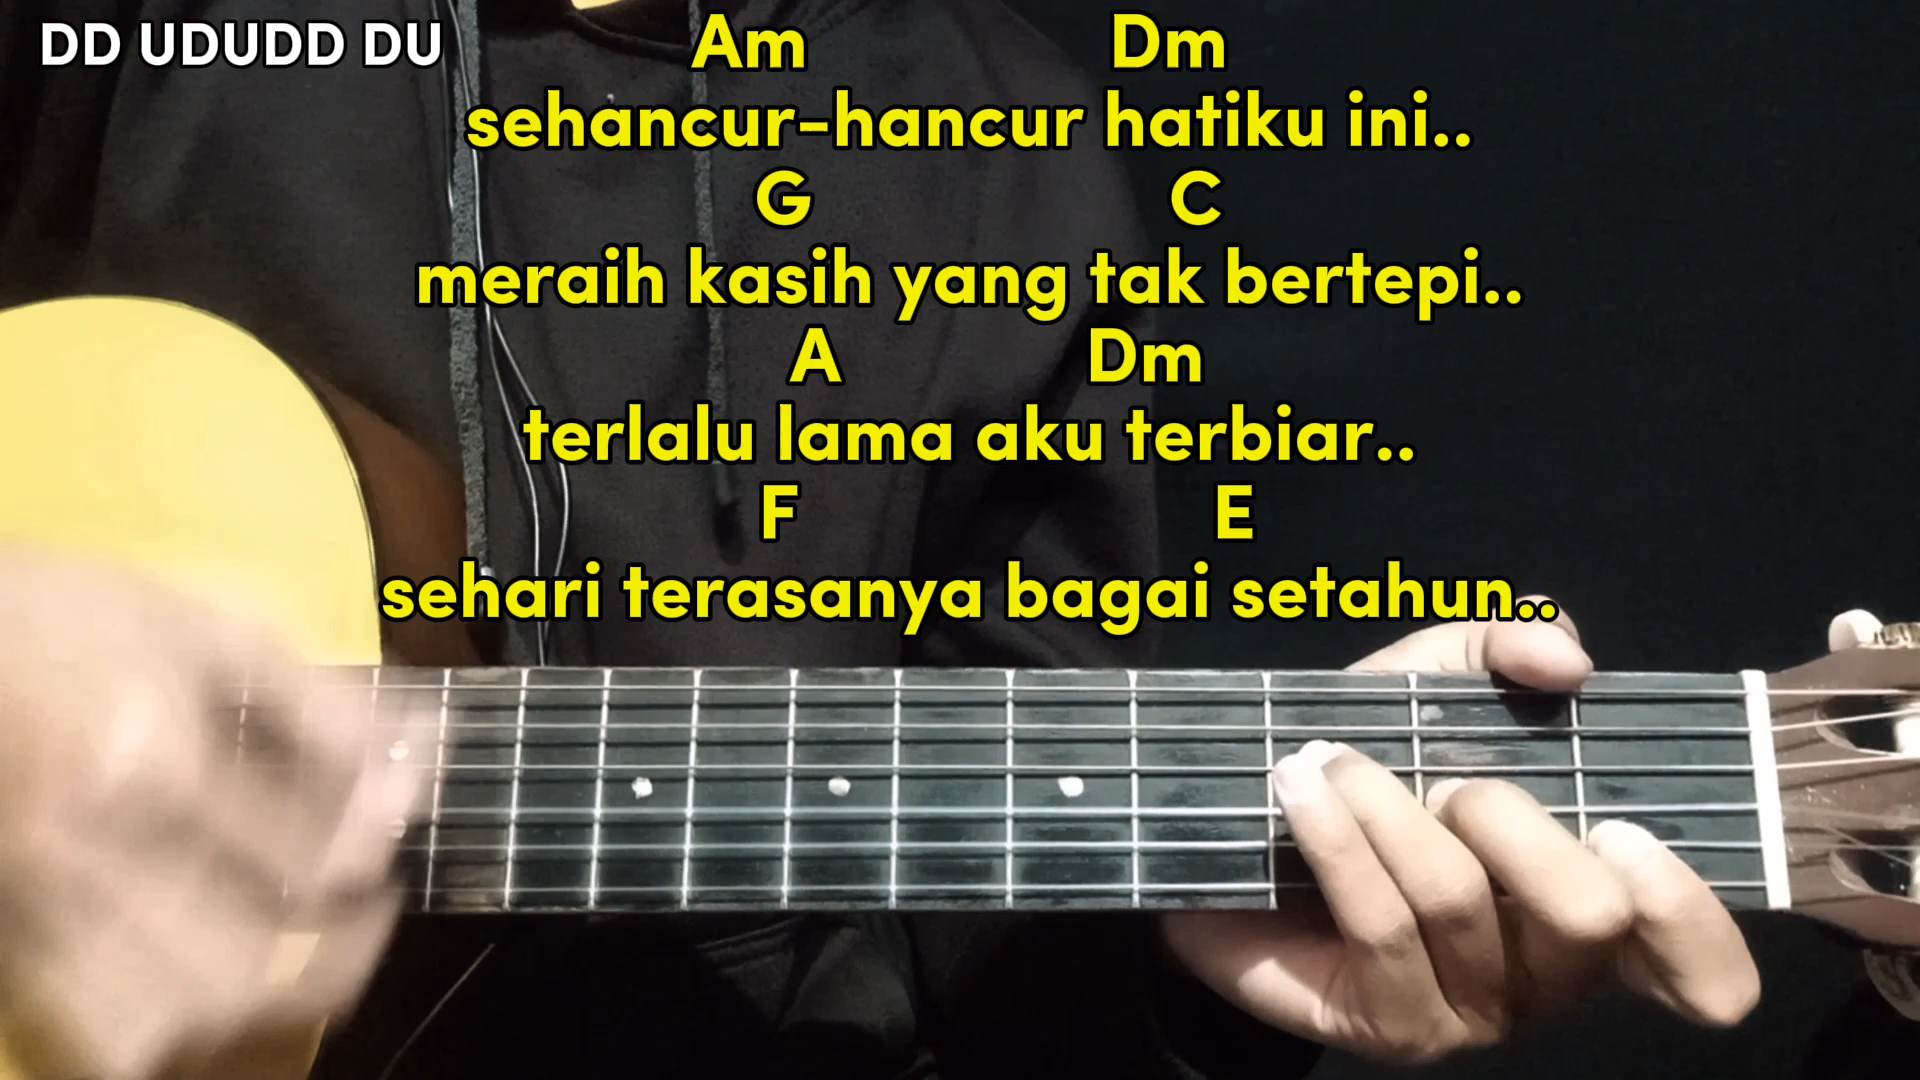 DD UDUDD DU
Am Dm
sehancur-hancur hatiku ini..
G C
meraih kasih yang tak bertepi..
A Dm
terlalu lama aku terbiar..
F E
sehari terasanya bagai setahun..